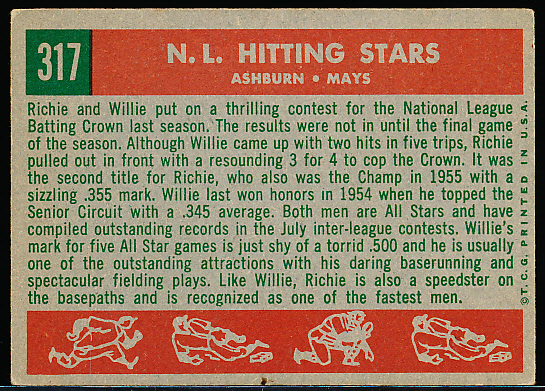 317
N. L. HITTING STARS
ASHBURN • MAYS
Richie and Willie put on a thrilling contest for the National League
Batting Crown last season. The results were not in until the final game
of the season. Although Willie came up with two hits in five trips, Richie
pulled out in front with a resounding 3 for 4 to cop the Crown. It was
the second title for Richie, who also was the Champ in 1955 with a
sizzling .355 mark. Willie last won honors in 1954 when he topped the
Senior Circuit with a .345 average. Both men are All Stars and have
compiled outstanding records in the July inter-league contests. Willie's
mark for five All Star games is just shy of a torrid .500 and he is usually
one of the outstanding attractions with his daring baserunning and
spectacular fielding plays. Like Willie, Richie is also a speedster on
the basepaths and is recognized as one of the fastest men.
©T.C.G. PRINTED IN U.S.A.